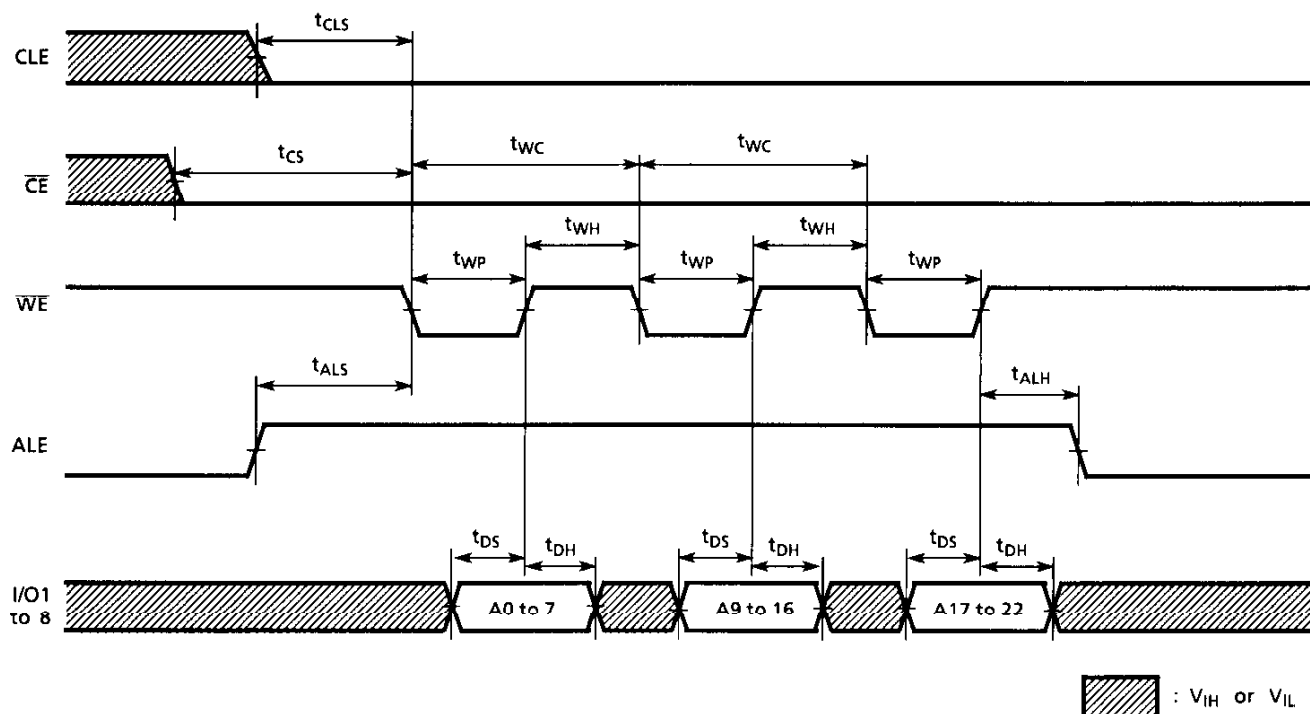 CLE
tCLS
CE
tCS
tWC
tWC
WE
tWP
tWH
tWP
tWH
tWP
ALE
tALS
tALH
I/O1
to 8
tDS
tDH
tDS
tDH
tDS
tDH
A0 to 7
A9 to 16
A17 to 22
: VIH or VIL